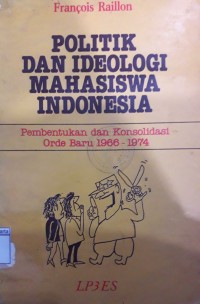 François Raillon
POLITIK
DAN IDEOLOGI
MAHASISWA
INDONESIA
Pembentukan dan Konsolidasi
Orde Baru 1966-1974
LP3ES